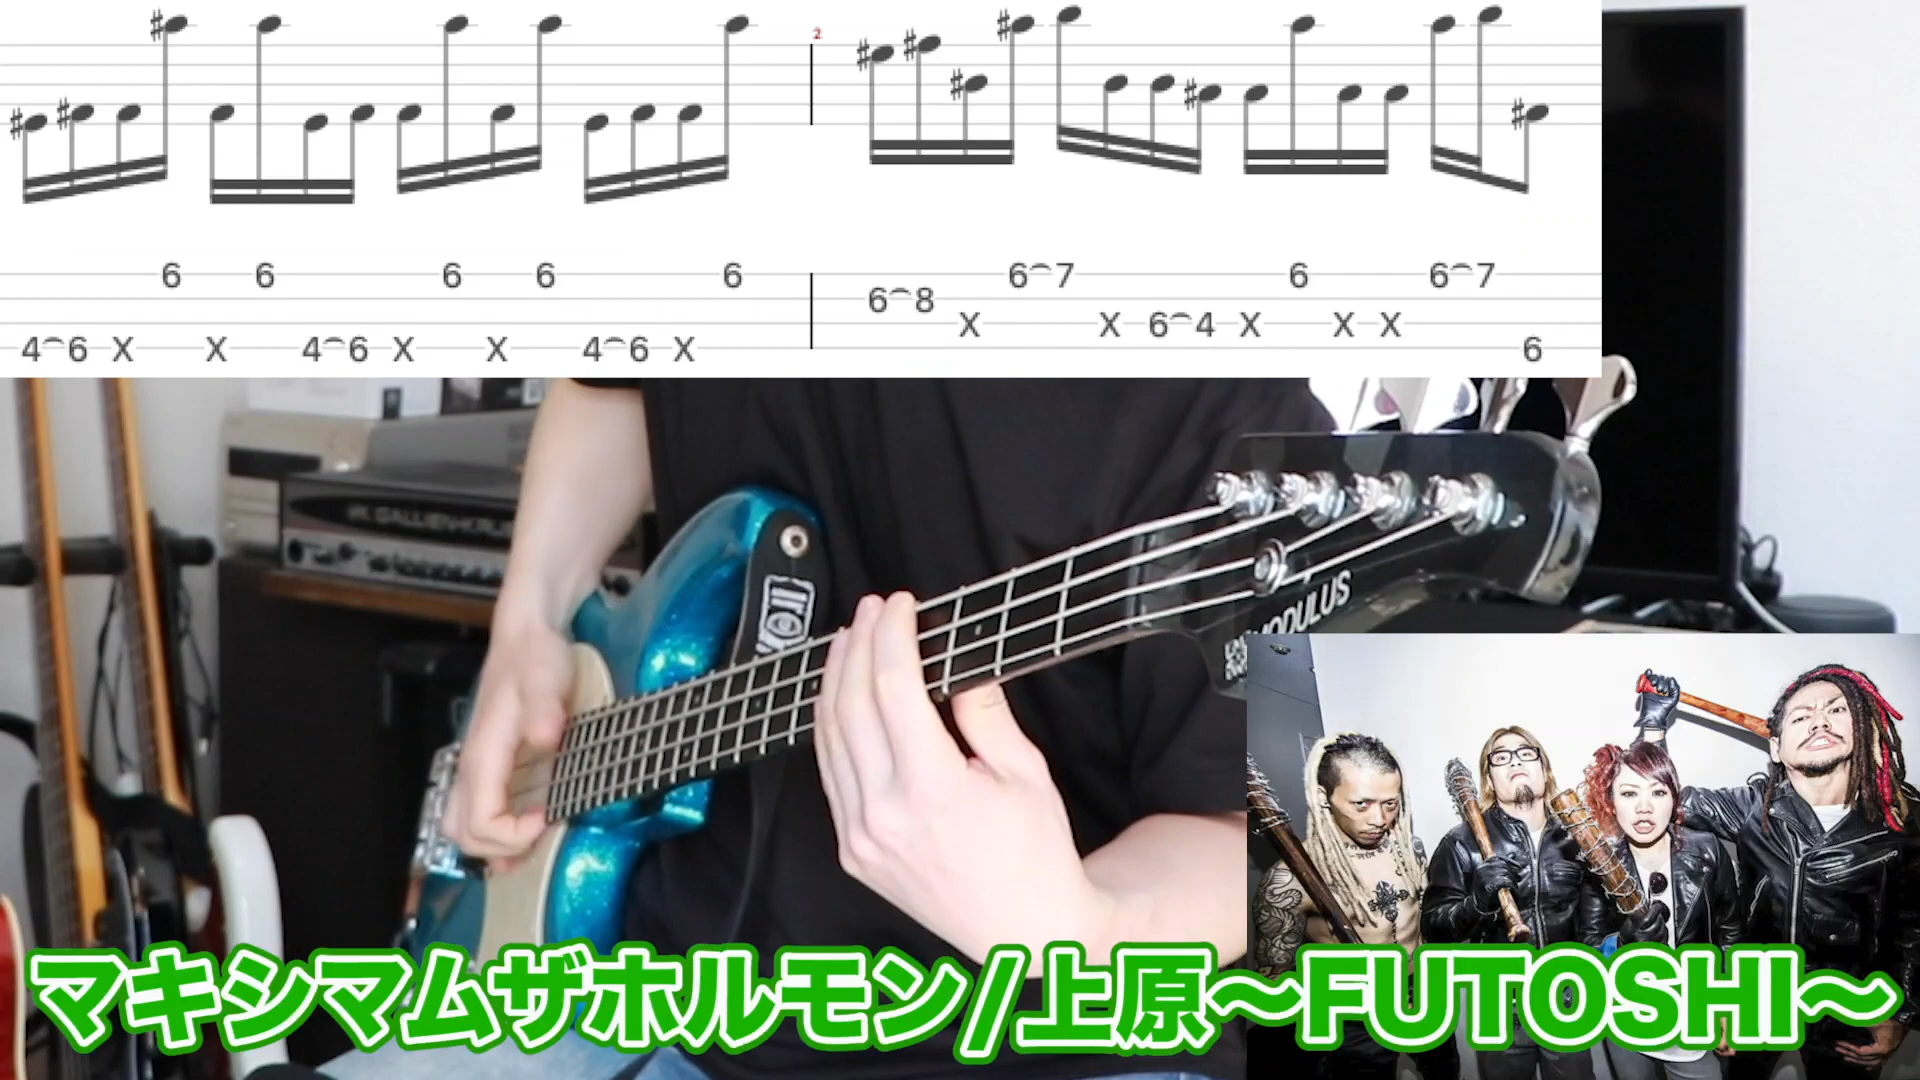 2
6 6 6 6 6 6⁀7 6 6⁀7
6⁀8
X X 6⁀4 X X X
4⁀6 X X 4⁀6 X X 4⁀6 X 6
MODULUS
マキシマムザホルモン/上原～FUTOSHI～